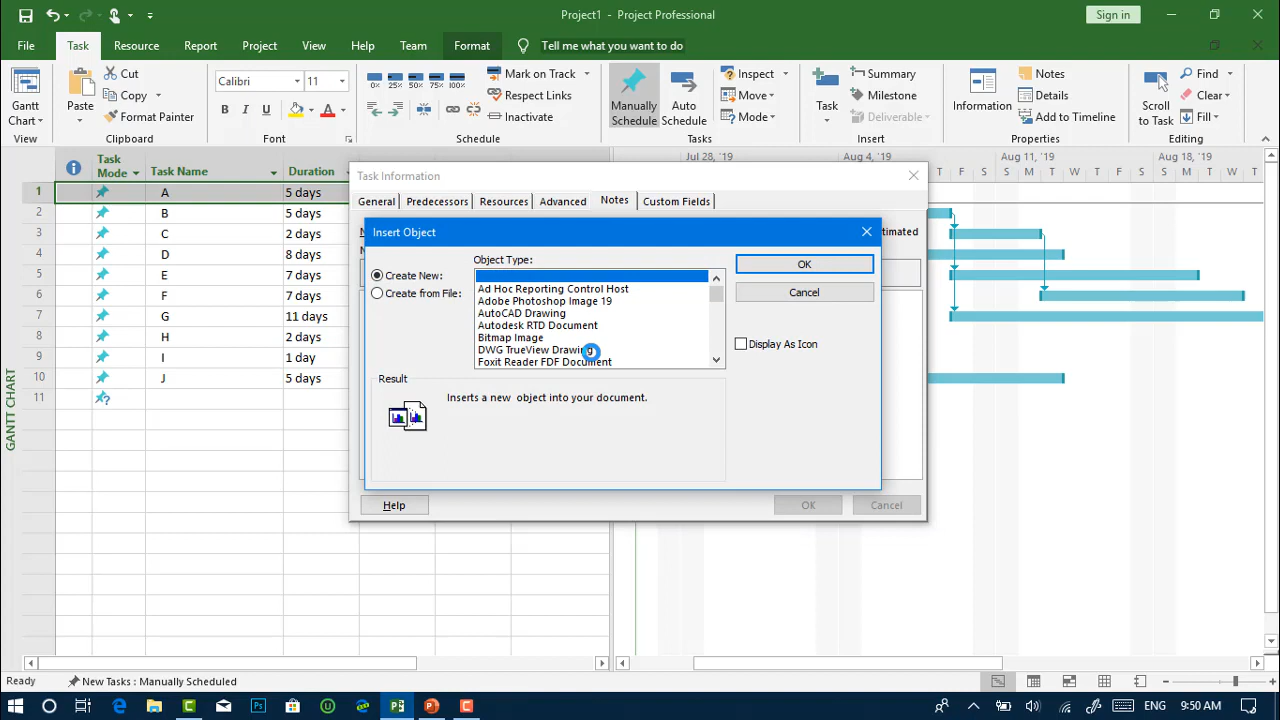 Project1 - Project Professional
Sign in
File Task Resource Report Project View Help Team Format Tell me what you want to do
Gantt Chart
View
Paste
Cut
Copy
Format Painter
Clipboard
Calibri 11
B I U A
Font
0% 25% 50% 75% 100%
Mark on Track
Respect Links
Inactivate
Schedule
Manually Schedule
Auto Schedule
Inspect
Move
Mode
Tasks
Task
Summary
Milestone
Deliverable
Insert
Information
Notes
Details
Add to Timeline
Properties
Scroll to Task
Find
Clear
Fill
Editing
Task Mode Task Name Duration
Jul 28, '19 Aug 4, '19 Aug 11, '19 Aug 18, '19
T F S S M T W T F S S M T W T
1 A 5 days
2 B 5 days
3 C 2 days
4 D 8 days
5 E 7 days
6 F 7 days
7 G 11 days
8 H 2 days
9 I 1 day
10 J 5 days
11
GANTT CHART
Task Information
General Predecessors Resources Advanced Notes Custom Fields
timated
Insert Object
Object Type:
Create New:
Create from File:
Ad Hoc Reporting Control Host
Adobe Photoshop Image 19
AutoCAD Drawing
Autodesk RTD Document
Bitmap Image
DWG TrueView Drawing
Foxit Reader FDF Document
OK
Cancel
Display As Icon
Result
Inserts a new object into your document.
Help
OK
Cancel
Ready New Tasks : Manually Scheduled
ENG 9:50 AM